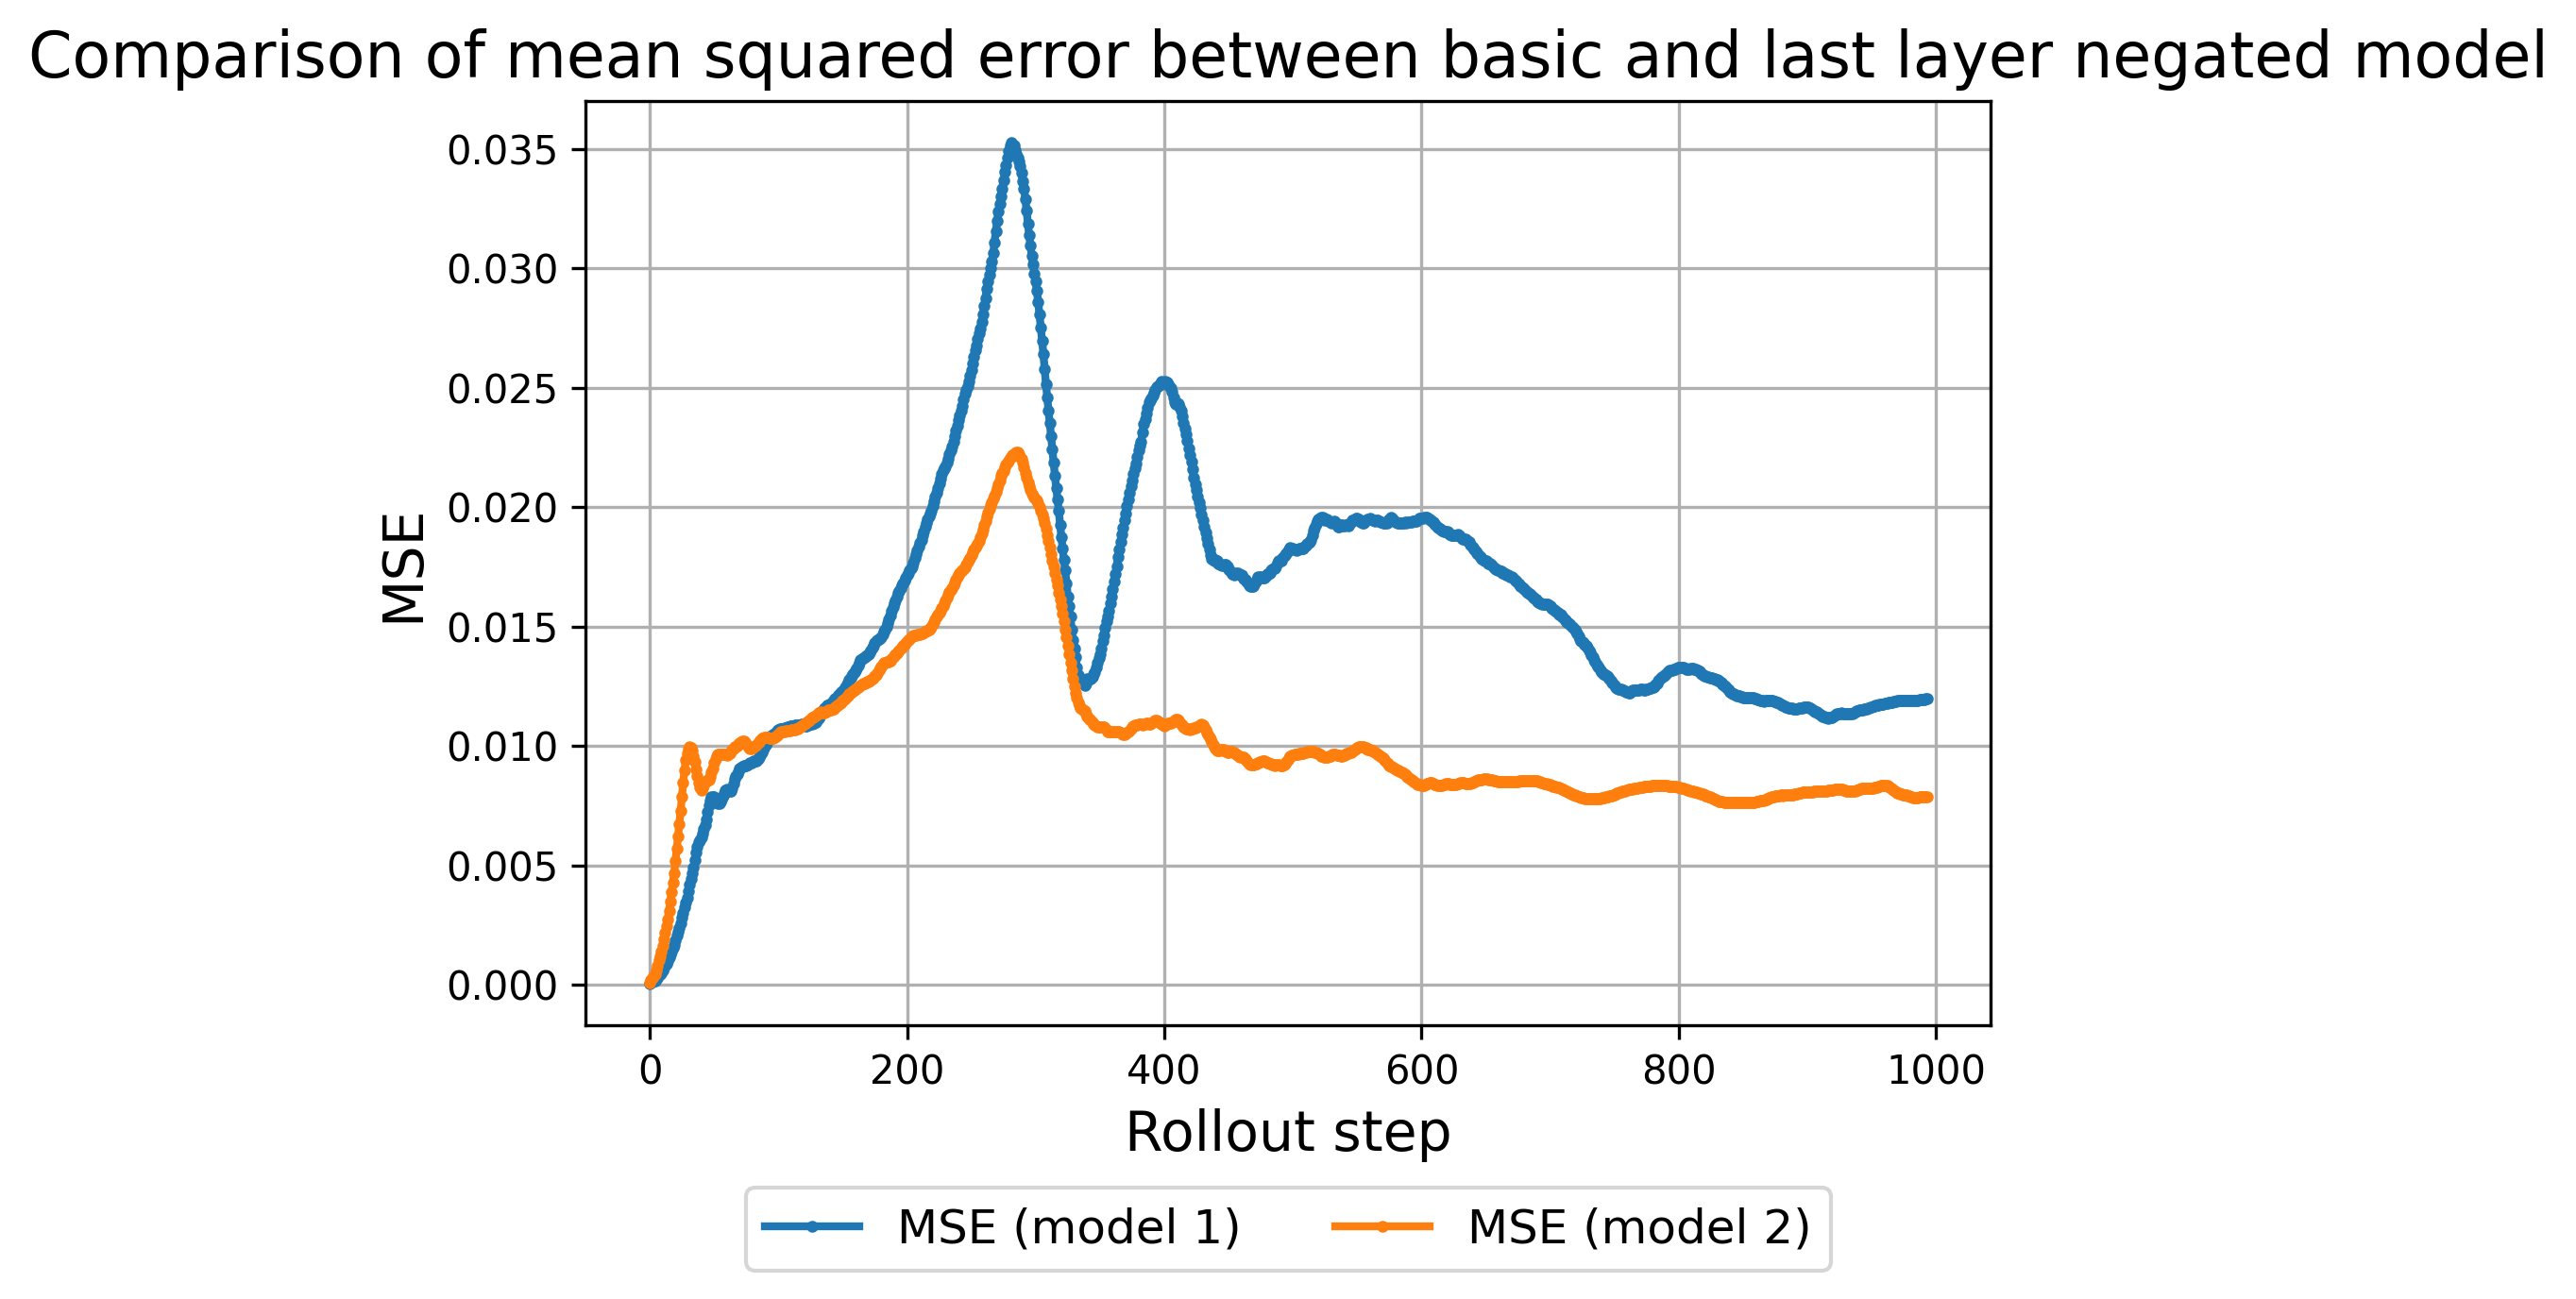 Comparison of mean squared error between basic and last layer negated model
MSE
0.035
0.030
0.025
0.020
0.015
0.010
0.005
0.000
0 200 400 600 800 1000
Rollout step
MSE (model 1) MSE (model 2)